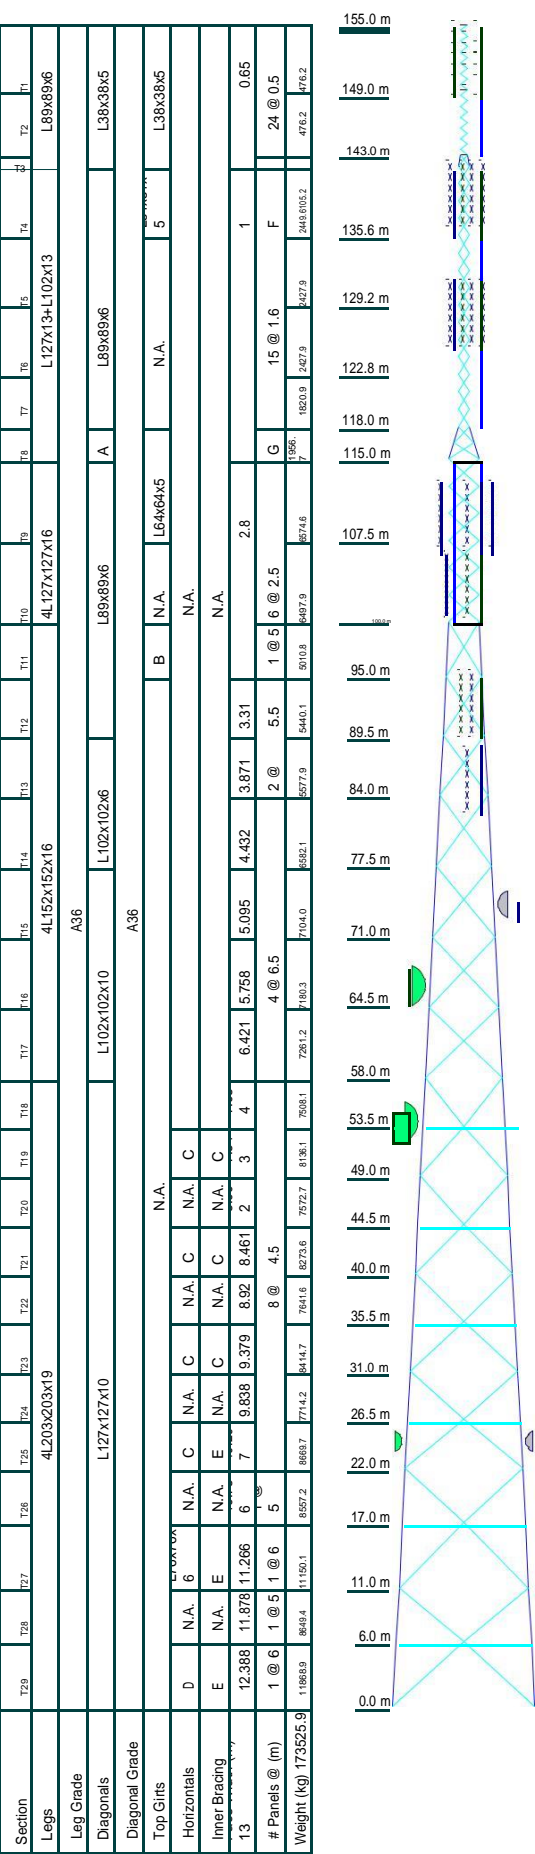 Section T29 T28 T27 T26 T25 T24 T23 T22 T21 T20 T19 T18 T17 T16 T15 T14 T13 T12 T11 T10 T9 T8 T7 T6 T5 T4 T3 T2 T1
Legs 4L203x203x19 4L152x152x16 4L127x127x16 L127x13+L102x13 L89x89x6
Leg Grade A36
Diagonals L127x127x10 L102x102x10 L102x102x6 L89x89x6 A L89x89x6 L38x38x5
Diagonal Grade A36
Top Girts N.A. B N.A. L64x64x5 N.A. 5 L38x38x5
Horizontals D N.A. 6 N.A. C N.A. C N.A. C N.A. C N.A.
Inner Bracing E N.A. E N.A. E N.A. C N.A. C N.A. C N.A.
13 12.388 11.878 11.266 6 7 9.838 9.379 8.92 8.461 2 3 4 6.421 5.758 5.095 4.432 3.871 3.31 2.8 1 0.65
# Panels @ (m) 1 @ 6 1 @ 5 1 @ 6 5 8 @ 4.5 4 @ 6.5 2 @ 5.5 1 @ 5 6 @ 2.5 G 15 @ 1.6 F 24 @ 0.5
Weight (kg) 173525.9 11868.9 8649.4 11150.1 8557.2 8669.7 7714.2 8414.7 7641.6 8273.6 7572.7 8136.1 7508.1 7261.2 7180.3 7104.0 6582.1 5577.9 5440.1 5010.8 6497.9 6574.6 1956.7 1820.9 2427.9 2427.9 2449.6105.2 476.2 476.2
155.0 m
149.0 m
143.0 m
135.6 m
129.2 m
122.8 m
118.0 m
115.0 m
107.5 m
100.0 m
95.0 m
89.5 m
84.0 m
77.5 m
71.0 m
64.5 m
58.0 m
53.5 m
49.0 m
44.5 m
40.0 m
35.5 m
31.0 m
26.5 m
22.0 m
17.0 m
11.0 m
6.0 m
0.0 m